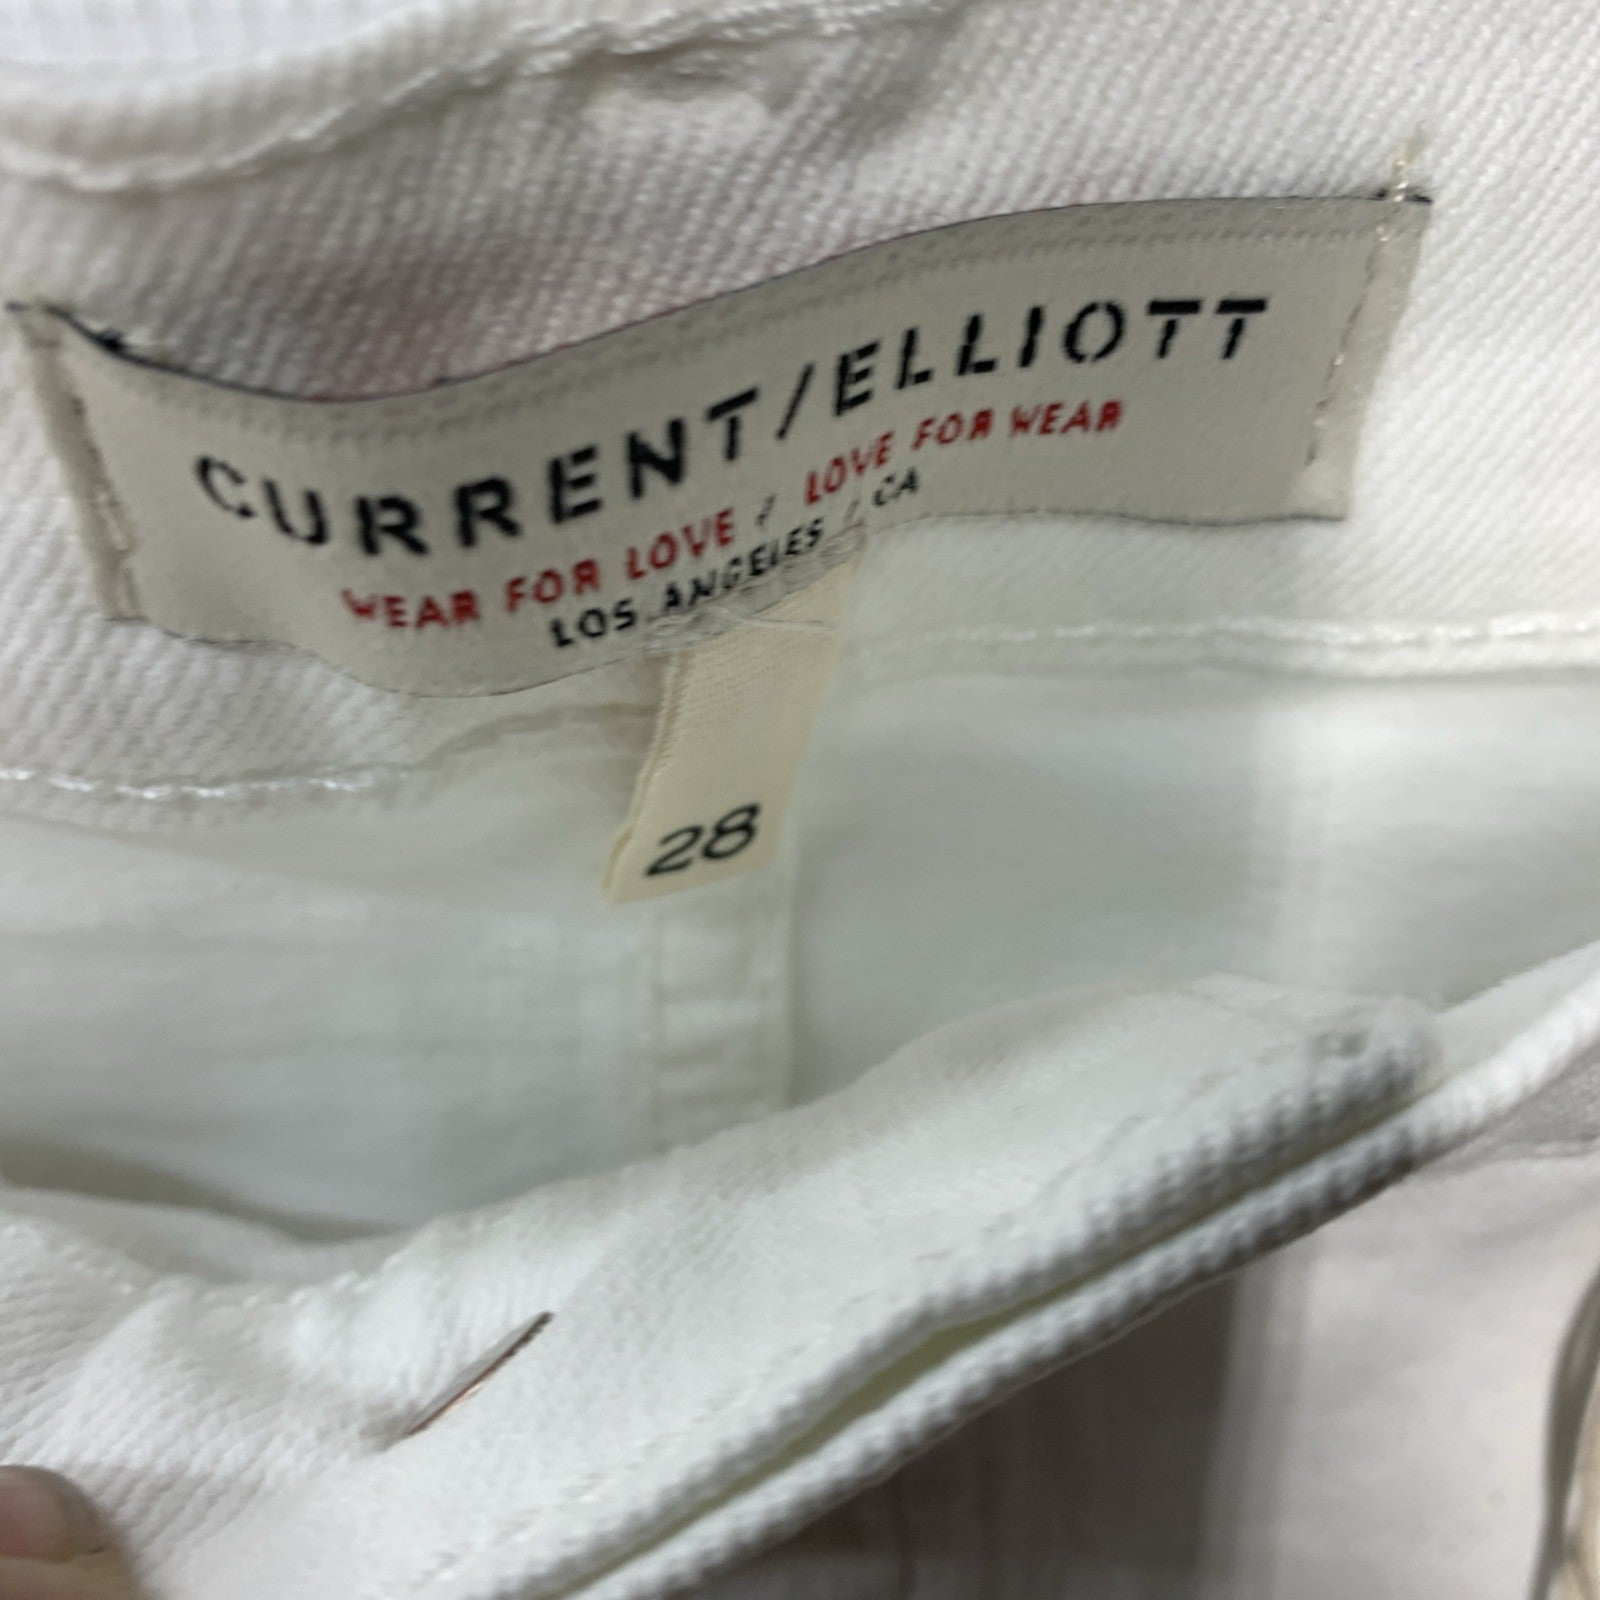 CURRENT/ELLIOTT
WEAR FOR LOVE / LOVE FOR WEAR
LOS ANGELES / CA
28